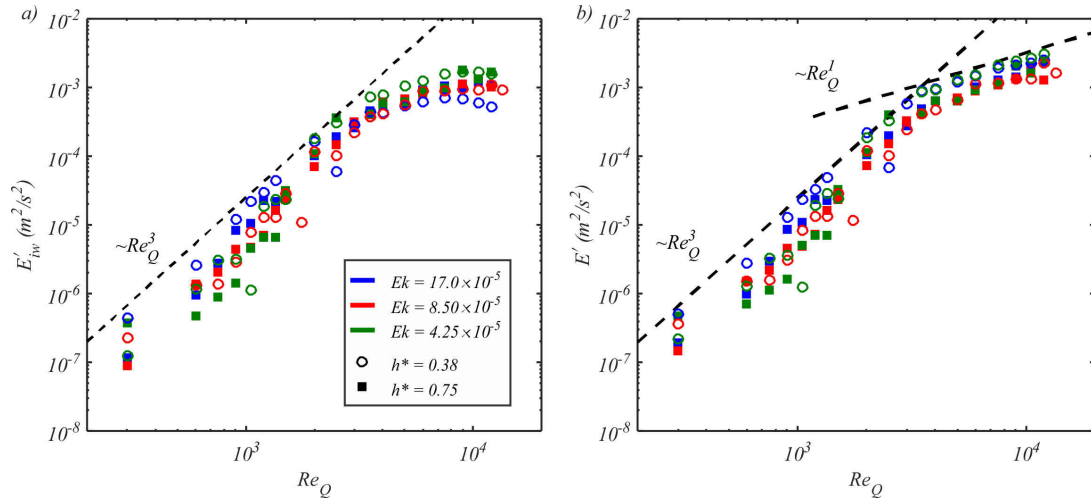 a)
10^-2
10^-3
10^-4
10^-5
10^-6
10^-7
10^-8
E'_iw (m^2/s^2)
~Re_Q^3
Ek = 17.0×10^-5
Ek = 8.50×10^-5
Ek = 4.25×10^-5
h* = 0.38
h* = 0.75
10^3
10^4
Re_Q
b)
10^-2
10^-3
10^-4
10^-5
10^-6
10^-7
10^-8
E' (m^2/s^2)
~Re_Q^1
~Re_Q^3
10^3
10^4
Re_Q